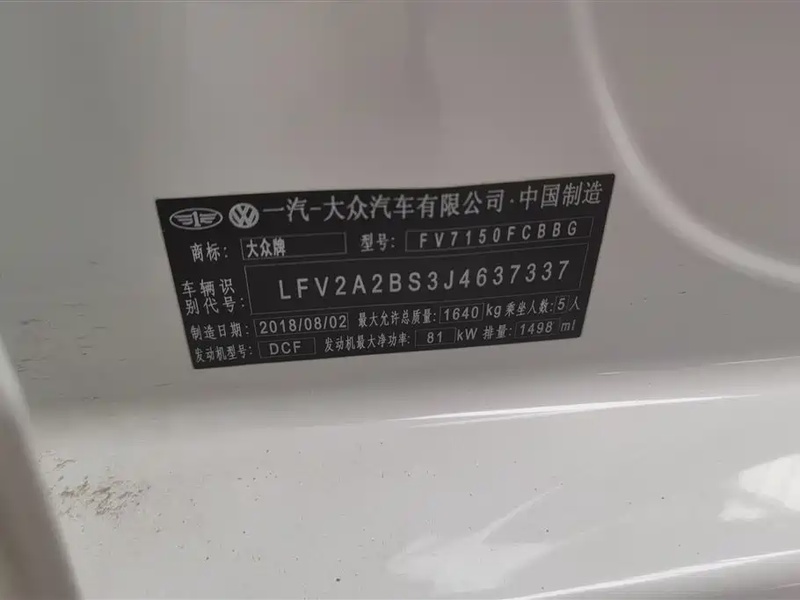 一汽-大众汽车有限公司·中国制造
商标: 大众牌 型号: FV7150FCBBG
车辆识别代号: LFV2A2BS3J4637337
制造日期: 2018/08/02 最大允许总质量: 1640 kg 乘坐人数: 5 人
发动机型号: DCF 发动机最大净功率: 81 kW 排量: 1498 ml